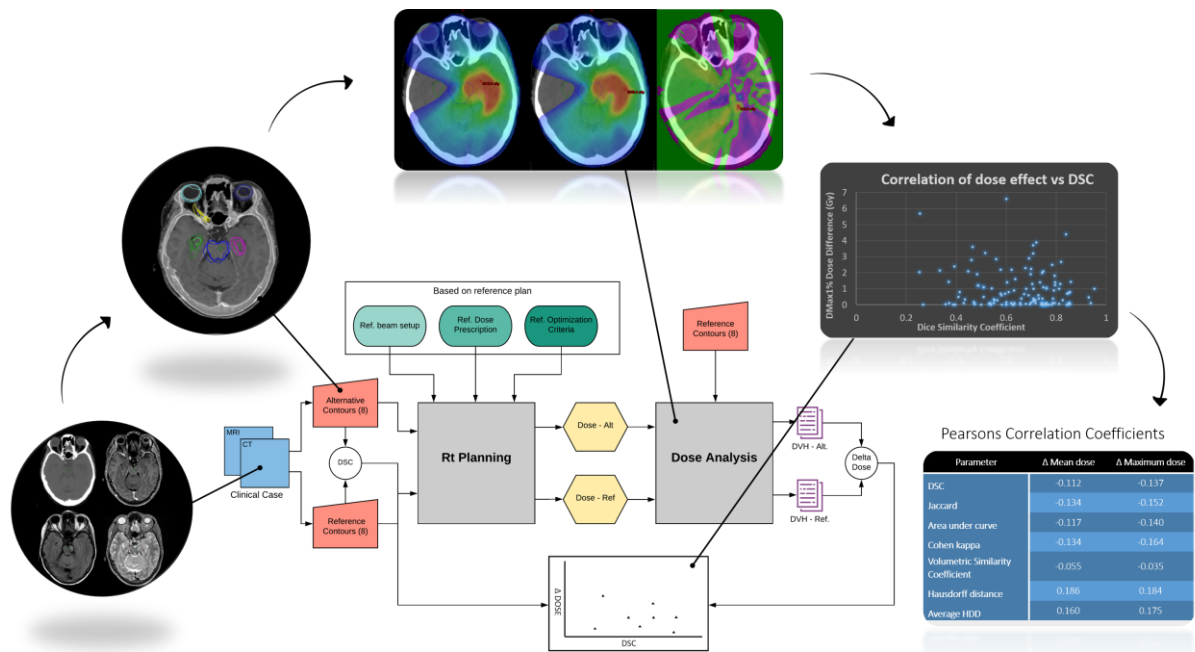 Correlation of dose effect vs DSC
DMax1% Dose Difference (Gy)
7
6
5
4
3
2
1
0
0
0.2
0.4
0.6
0.8
1
Dice Similarity Coefficient
Based on reference plan
Ref. beam setup
Ref. Dose
Prescription
Ref. Optimization
Criteria
Reference
Contours (8)
Alternative
Contours (8)
MRI
CT
Clinical Case
DSC
Reference
Contours (8)
Rt Planning
Dose - Alt
Dose - Ref
Dose Analysis
DVH - Alt.
DVH - Ref.
Delta
Dose
Δ DOSE
DSC
Pearsons Correlation Coefficients
Parameter Δ Mean dose Δ Maximum dose
DSC -0.112 -0.137
Jaccard -0.134 -0.152
Area under curve -0.117 -0.140
Cohen kappa -0.134 -0.164
Volumetric Similarity
Coefficient -0.055 -0.035
Hausdorff distance 0.186 0.184
Average HDD 0.160 0.175